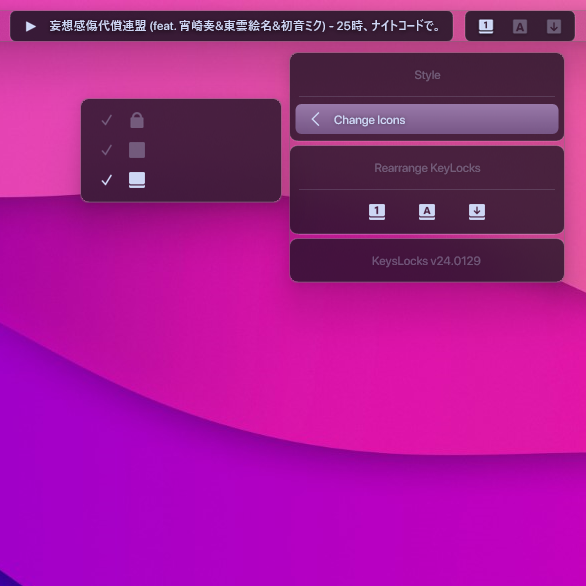 妄想感傷代償連盟 (feat. 宵崎奏&東雲絵名&初音ミク) - 25時、ナイトコードで。
1 A
Style
Change Icons
Rearrange KeyLocks
1 A
KeysLocks v24.0129